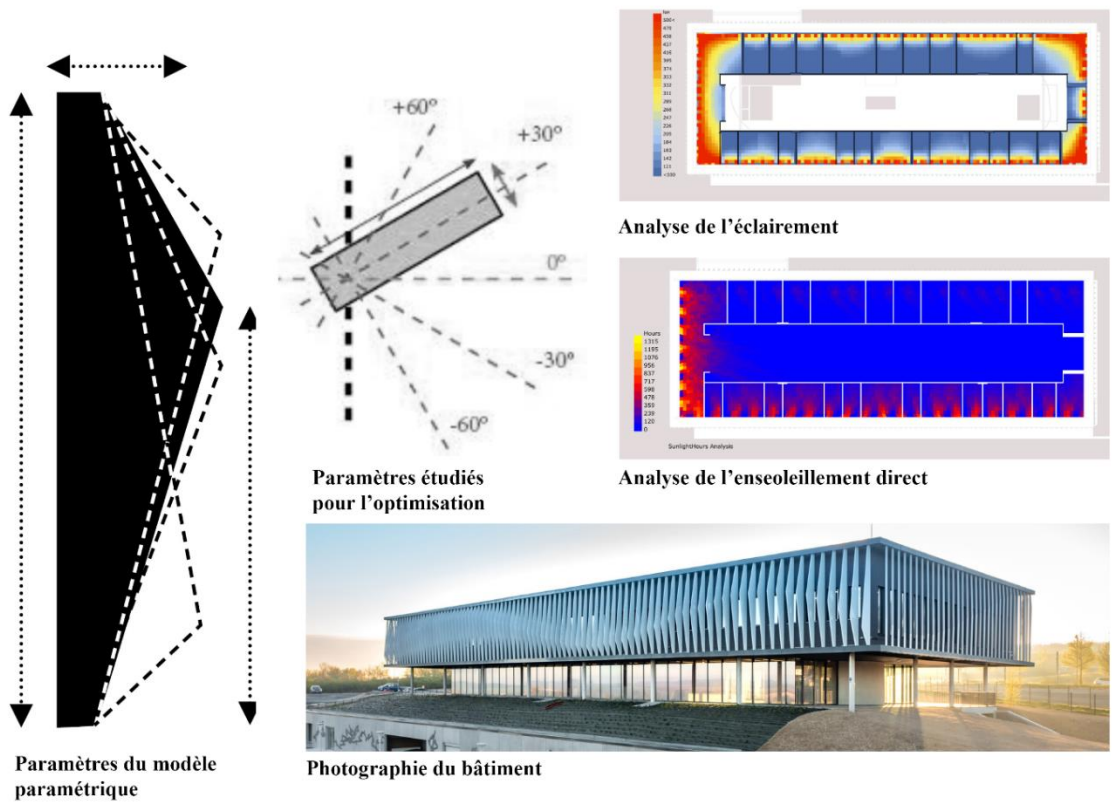 +60°
+30°
0°
-30°
-60°
Paramètres étudiés
pour l'optimisation
Analyse de l'éclairement
Hours
1315
1195
1076
956
837
717
598
478
239
120
0
SunlightHours Analysis
Analyse de l'enseoleillement direct
Paramètres du modèle
paramétrique
Photographie du bâtiment